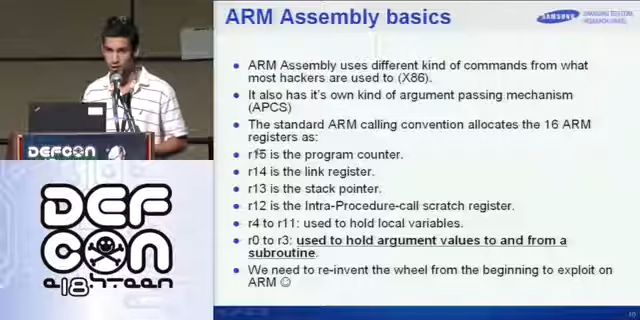 ARM Assembly basics
SAMSUNG
ARM Assembly uses different kind of commands from what
most hackers are used to (X86).
It also has it's own kind of argument passing mechanism
(APCS)
The standard ARM calling convention allocates the 16 ARM
registers as:
r15 is the program counter.
r14 is the link register.
r13 is the stack pointer.
r12 is the Intra-Procedure-call scratch register.
r4 to r11: used to hold local variables.
r0 to r3: used to hold argument values to and from a
subroutine.
We need to re-invent the wheel from the beginning to exploit on
ARM ☺
DEFCON
DEF
CON
e18hteen